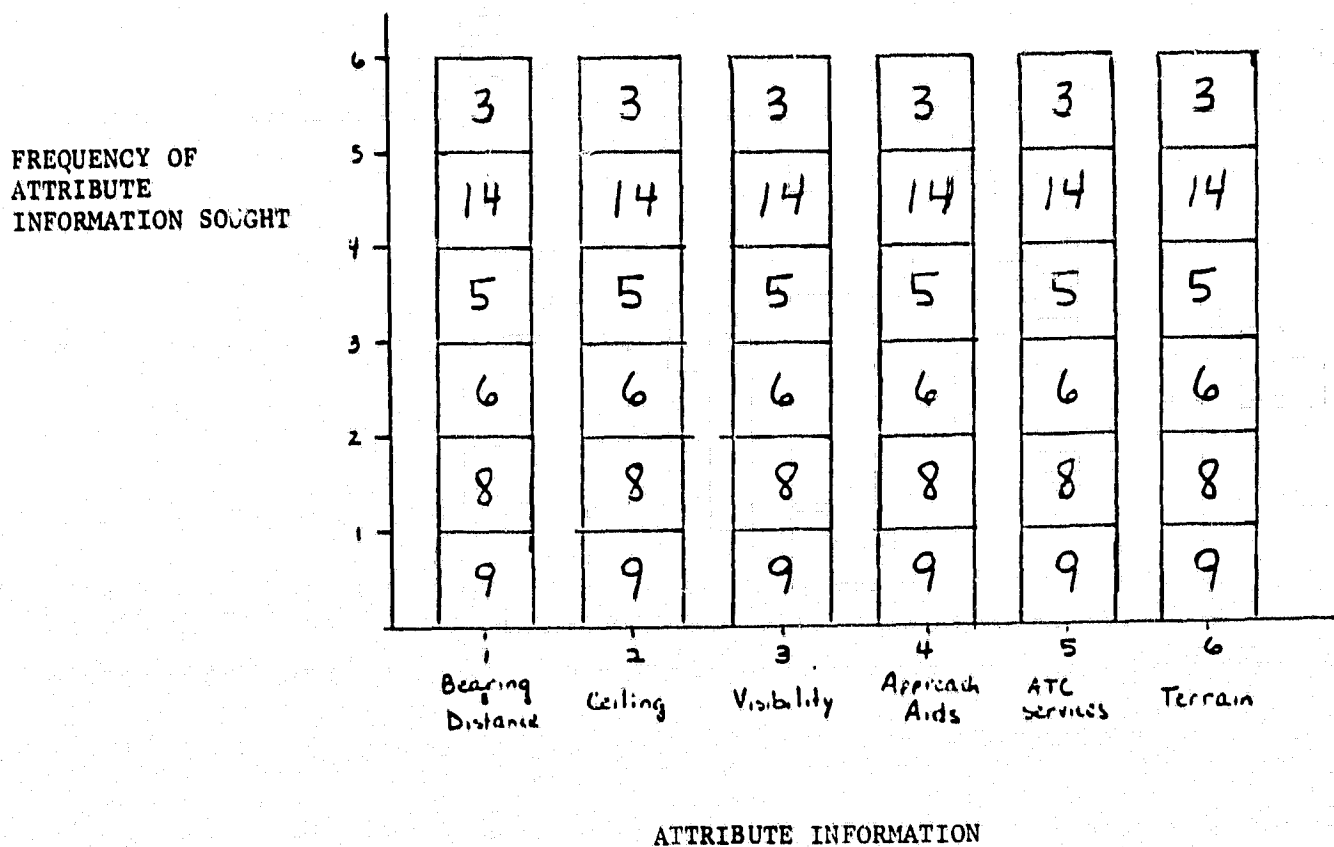 6
3 3 3 3 3 3
FREQUENCY OF
ATTRIBUTE
INFORMATION SOUGHT
5
14 14 14 14 14 14
4
5 5 5 5 5 5
3
6 6 6 6 6 6
2
8 8 8 8 8 8
1
9 9 9 9 9 9
1 2 3 4 5 6
Bearing Ceiling Visibility Approach ATC Terrain
Distance Aids Services
ATTRIBUTE INFORMATION